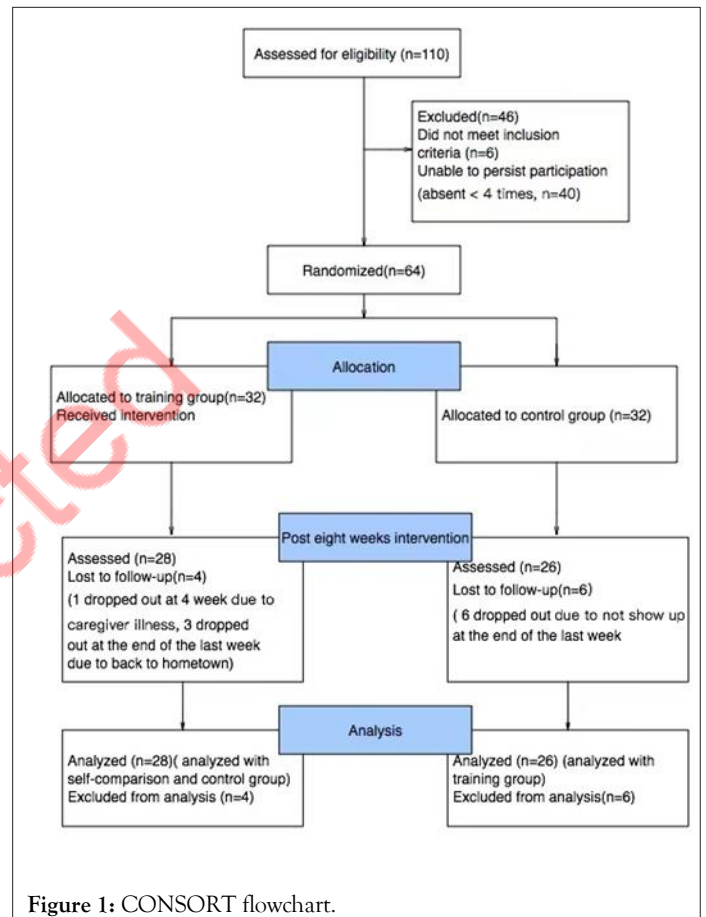 Assessed for eligibility (n=110)
Excluded(n=46)
Did not meet inclusion
criteria (n=6)
Unable to persist participation
(absent < 4 times, n=40)
Randomized(n=64)
Allocation
Allocated to training group(n=32)
Received intervention
Allocated to control group (n=32)
Post eight weeks intervention
Assessed (n=28)
Lost to follow-up(n=4)
(1 dropped out at 4 week due to
caregiver illness, 3 dropped
out at the end of the last week
due to back to hometown)
Assessed (n=26)
Lost to follow-up(n=6)
( 6 dropped out due to not show up
at the end of the last week
Analysis
Analyzed (n=28)( analyzed with
self-comparison and control group)
Excluded from analysis (n=4)
Analyzed (n=26) (analyzed with
training group)
Excluded from analysis(n=6)
cted
Figure 1: CONSORT flowchart.